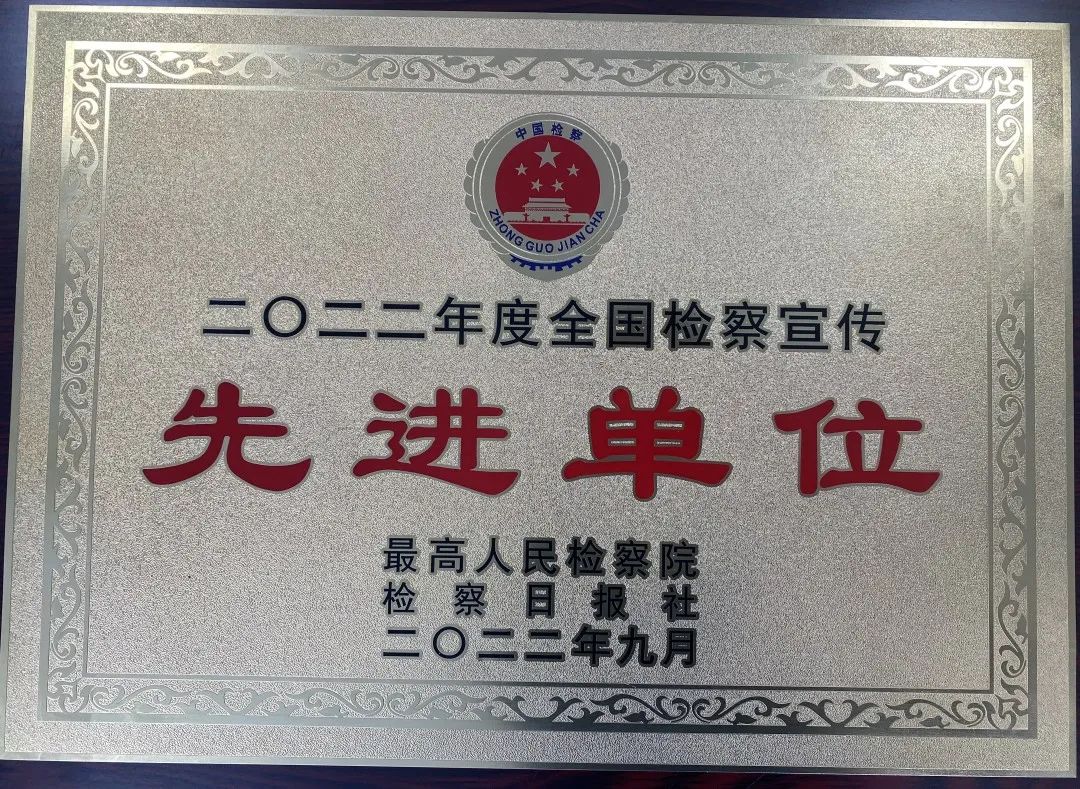 中国检察
ZHONG GUO JIAN CHA
二〇二二年度全国检察宣传
先进单位
最高人民检察院
检察日报社
二〇二二年九月